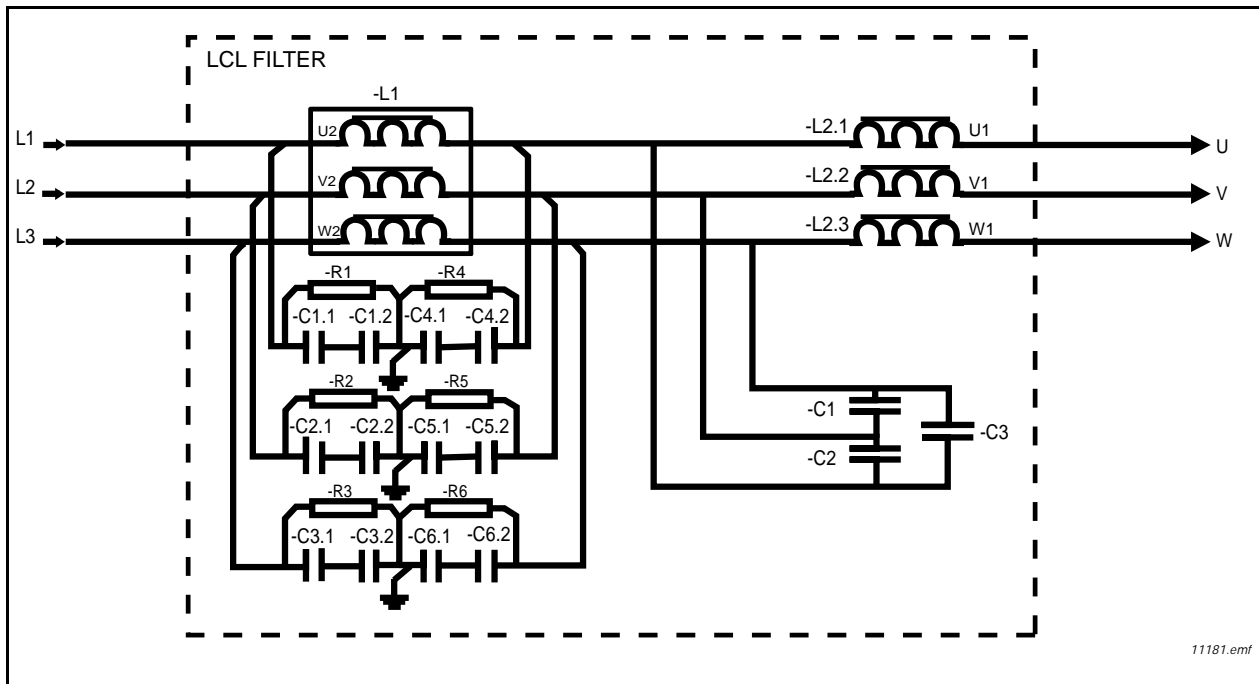 LCL FILTER
-L1
L1
U2
-L2.1
U1
U
L2
V2
-L2.2
V1
V
L3
W2
-L2.3
W1
W
-R1
-R4
-C1.1
-C1.2
-C4.1
-C4.2
-R2
-R5
-C2.1
-C2.2
-C5.1
-C5.2
-R3
-R6
-C3.1
-C3.2
-C6.1
-C6.2
-C1
-C2
-C3
11181.emf